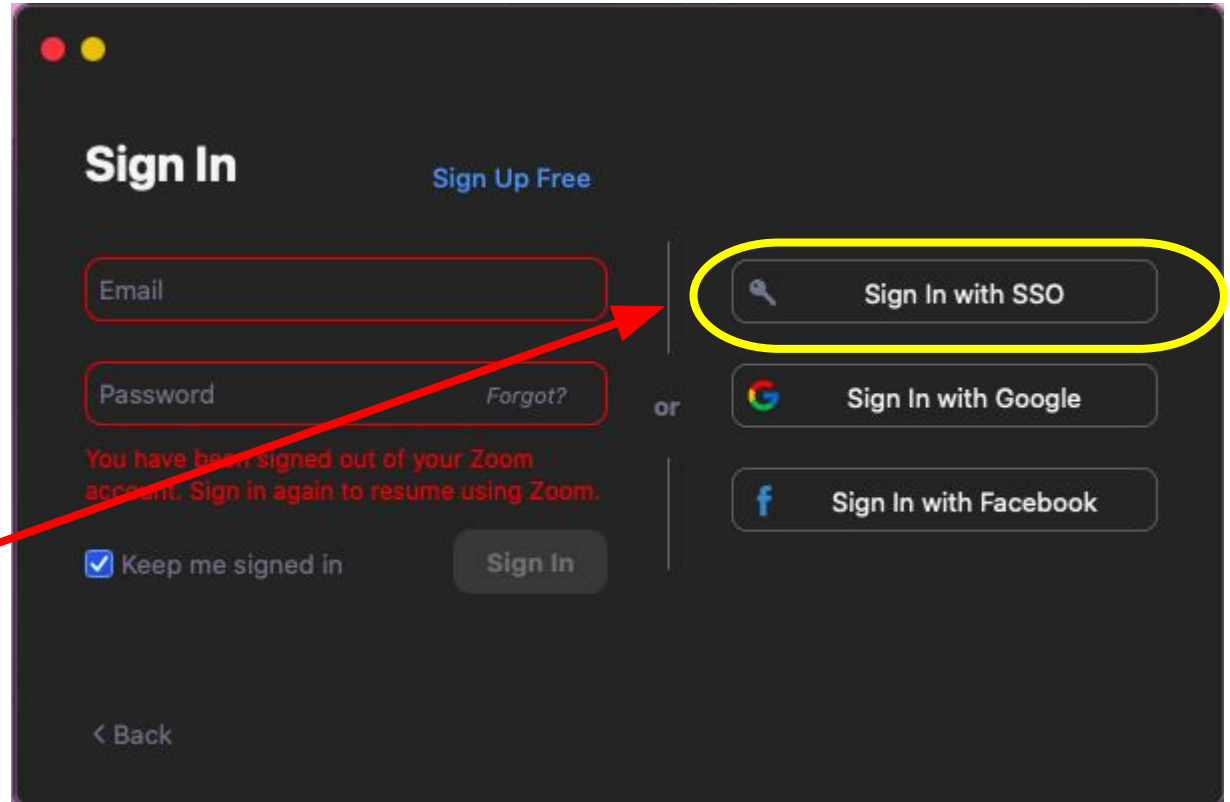 Sign In
Sign Up Free
Email
Password
Forgot?
You have been signed out of your Zoom
account. Sign in again to resume using Zoom.
Keep me signed in
Sign In
or
Sign In with SSO
Sign In with Google
Sign In with Facebook
< Back